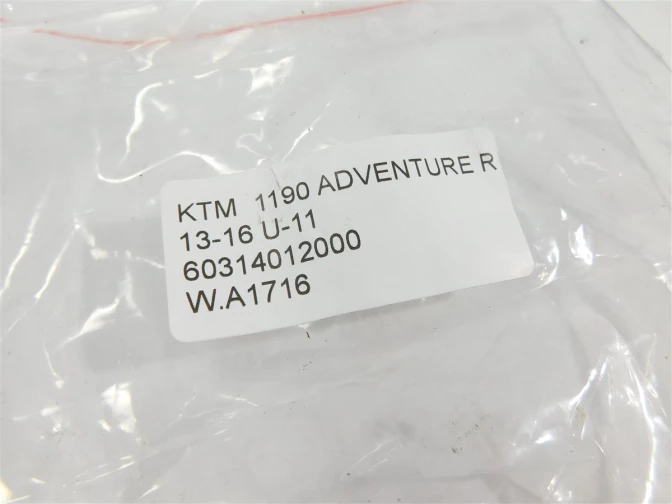 KTM 1190 ADVENTURE R
13-16 U-11
60314012000
W.A1716